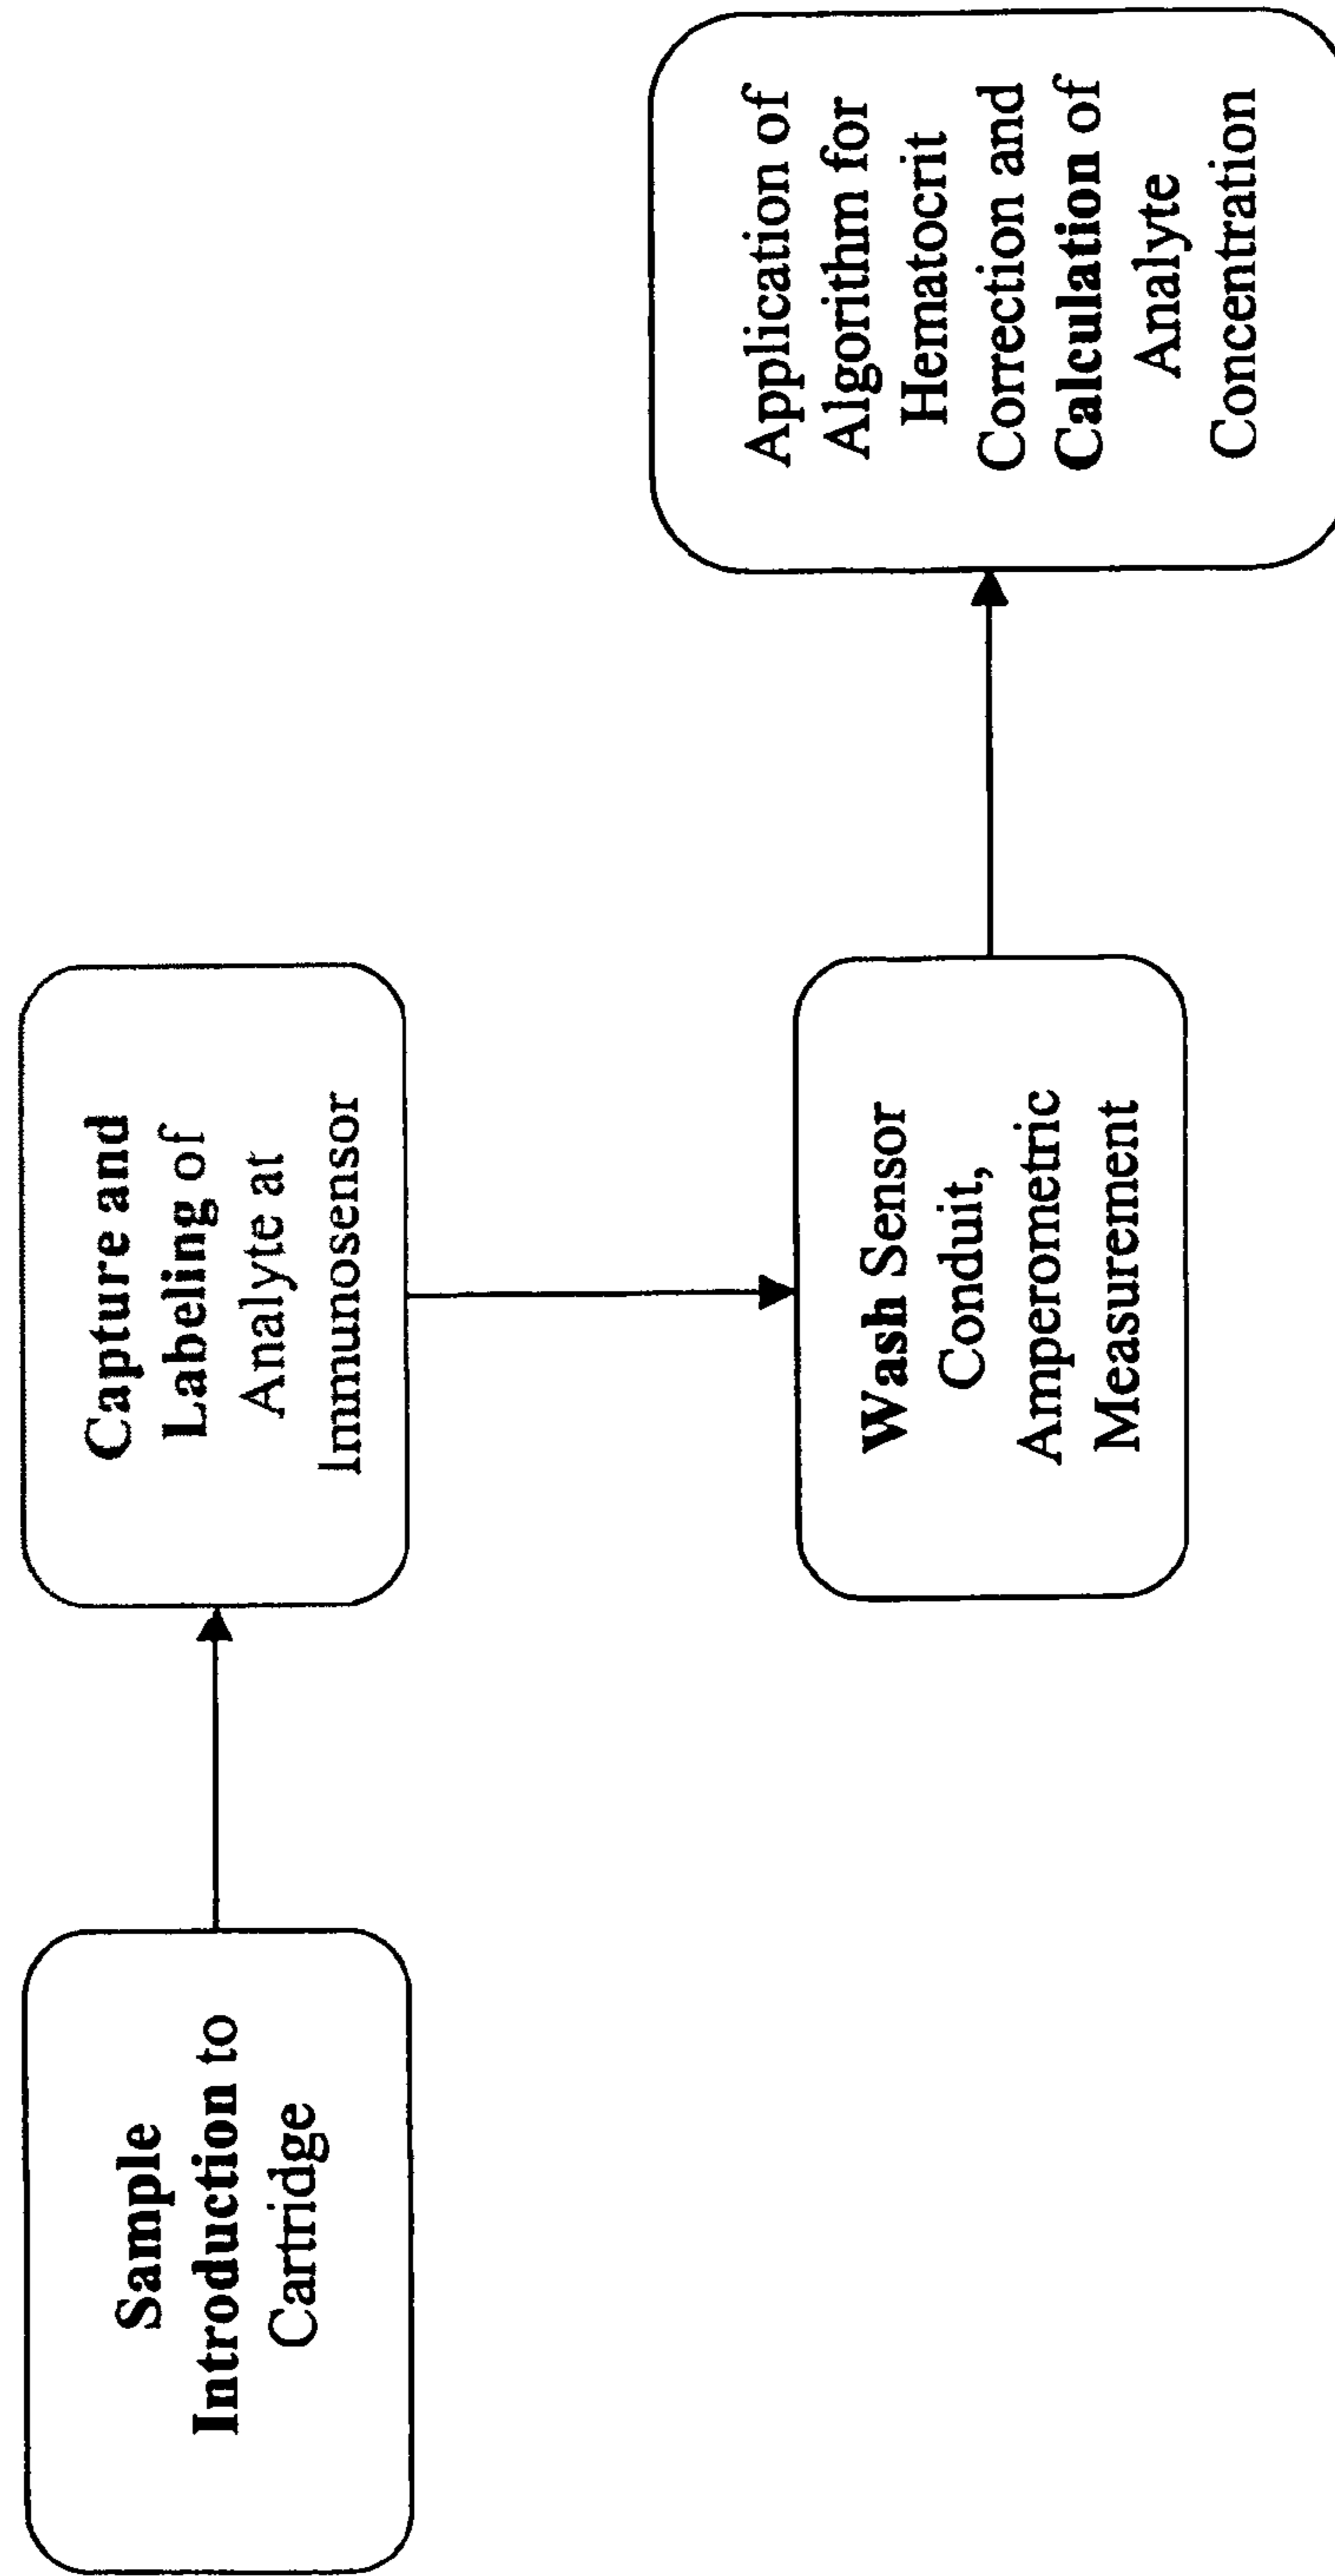 Sample
Introduction to
Cartridge
Capture and
Labeling of
Analyte at
Immunosensor
Wash Sensor
Conduit,
Amperometric
Measurement
Application of
Algorithm for
Hematocrit
Correction and
Calculation of
Analyte
Concentration